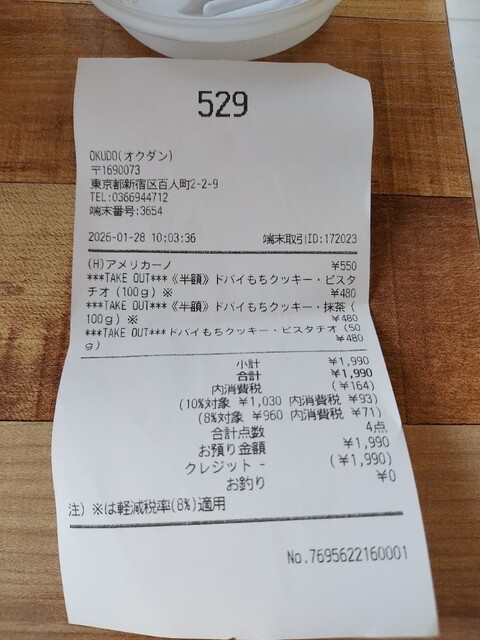 529
OKUDO(オクダン)
〒1690073
東京都新宿区百人町2-2-9
TEL:0366944712
端末番号:3654
2026-01-28 10:03:36 端末取引ID:172023
(H)アメリカーノ ¥550
***TAKE OUT***《半額》ドバイもちクッキー・ピスタ
チオ (100g) ※ ¥480
***TAKE OUT***《半額》ドバイもちクッキー・抹茶 (
100g) ※ ¥480
***TAKE OUT***ドバイもちクッキー・ピスタチオ (50
g) ¥480
小計 ¥1,990
合計 ¥1,990
内消費税 (¥164)
(10%対象 ¥1,030 内消費税 ¥93)
(8%対象 ¥960 内消費税 ¥71)
合計点数 4点
お預り金額 ¥1,990
クレジット - (¥1,990)
お釣り ¥0
注) ※は軽減税率(8%)適用
No.7695622160001